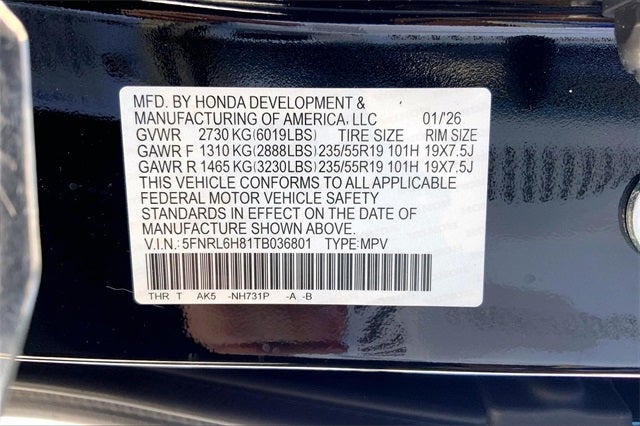 MFD. BY HONDA DEVELOPMENT &
MANUFACTURING OF AMERICA, LLC 01/'26
GVWR 2730 KG(6019LBS) TIRE SIZE RIM SIZE
GAWR F 1310 KG(2888LBS) 235/55R19 101H 19X7.5J
GAWR R 1465 KG(3230LBS) 235/55R19 101H 19X7.5J
THIS VEHICLE CONFORMS TO ALL APPLICABLE
FEDERAL MOTOR VEHICLE SAFETY
STANDARDS IN EFFECT ON THE DATE OF
MANUFACTURE SHOWN ABOVE.
V.I.N.: 5FNRL6H81TB036801 TYPE:MPV
THR T AK5 -NH731P -A -B